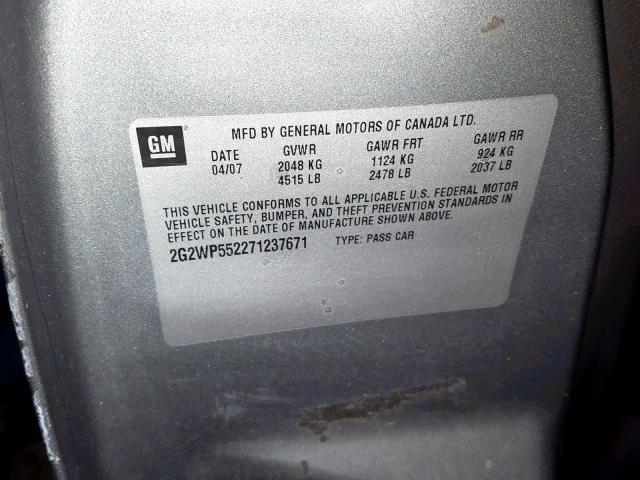 GM
MFD BY GENERAL MOTORS OF CANADA LTD.
DATE GVWR GAWR FRT GAWR RR
04/07 2048 KG 1124 KG 924 KG
4515 LB 2478 LB 2037 LB
THIS VEHICLE CONFORMS TO ALL APPLICABLE U.S. FEDERAL MOTOR
VEHICLE SAFETY, BUMPER, AND THEFT PREVENTION STANDARDS IN
EFFECT ON THE DATE OF MANUFACTURE SHOWN ABOVE.
2G2WP552271237671 TYPE: PASS CAR